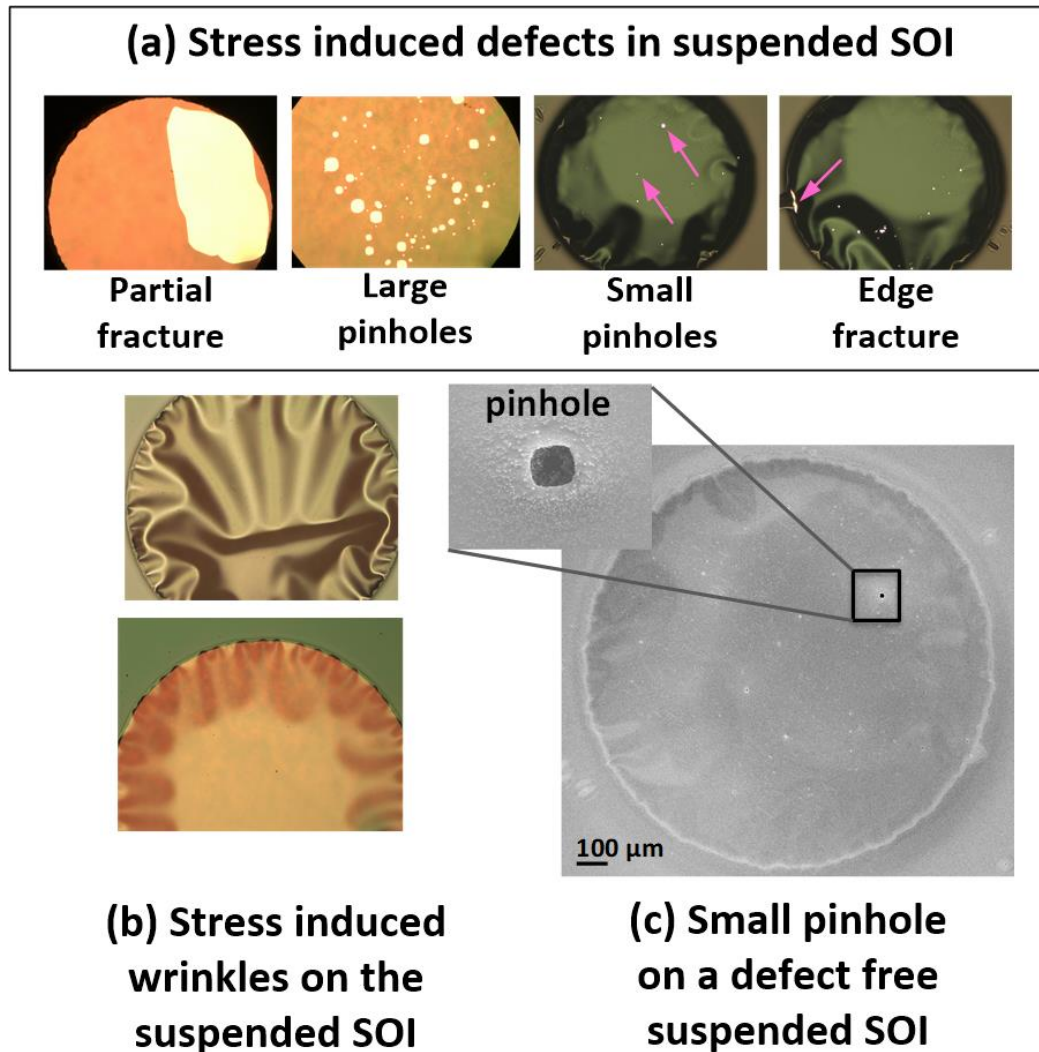 (a) Stress induced defects in suspended SOI
Partial
fracture
Large
pinholes
Small
pinholes
Edge
fracture
pinhole
100 µm
(b) Stress induced
wrinkles on the
suspended SOI
(c) Small pinhole
on a defect free
suspended SOI